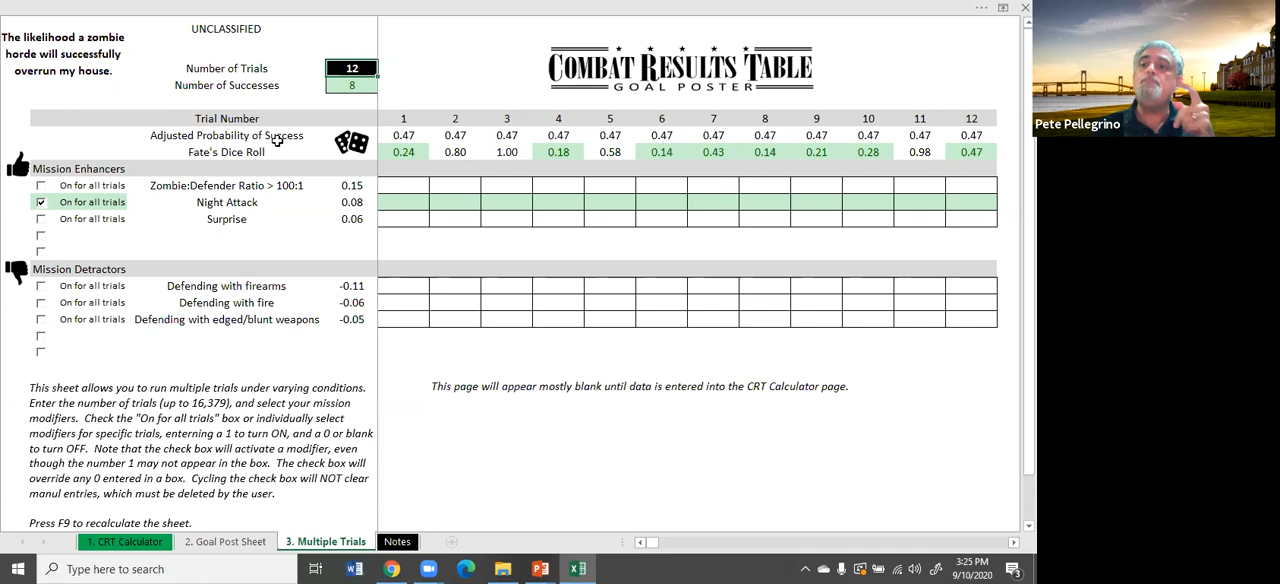 The likelihood a zombie
horde will successfully
overrun my house.
UNCLASSIFIED
Number of Trials 12
Number of Successes 8
COMBAT RESULTS TABLE
GOAL POSTER
Trial Number 1 2 3 4 5 6 7 8 9 10 11 12
Adjusted Probability of Success 0.47 0.47 0.47 0.47 0.47 0.47 0.47 0.47 0.47 0.47 0.47 0.47
Fate's Dice Roll 0.24 0.80 1.00 0.18 0.58 0.14 0.43 0.14 0.21 0.28 0.98 0.47
Mission Enhancers
On for all trials Zombie:Defender Ratio > 100:1 0.15
On for all trials Night Attack 0.08
On for all trials Surprise 0.06
Mission Detractors
On for all trials Defending with firearms -0.11
On for all trials Defending with fire -0.06
On for all trials Defending with edged/blunt weapons -0.05
This sheet allows you to run multiple trials under varying conditions.
Enter the number of trials (up to 16,379), and select your mission
modifiers. Check the "On for all trials" box or individually select
modifiers for specific trials, enterning a 1 to turn ON, and a 0 or blank
to turn OFF. Note that the check box will activate a modifier, even
though the number 1 may not appear in the box. The check box will
override any 0 entered in a box. Cycling the check box will NOT clear
manul entries, which must be deleted by the user.
Press F9 to recalculate the sheet.
This page will appear mostly blank until data is entered into the CRT Calculator page.
1. CRT Calculator 2. Goal Post Sheet 3. Multiple Trials Notes
Type here to search
3:25 PM
9/10/2020
3
Pete Pellegrino